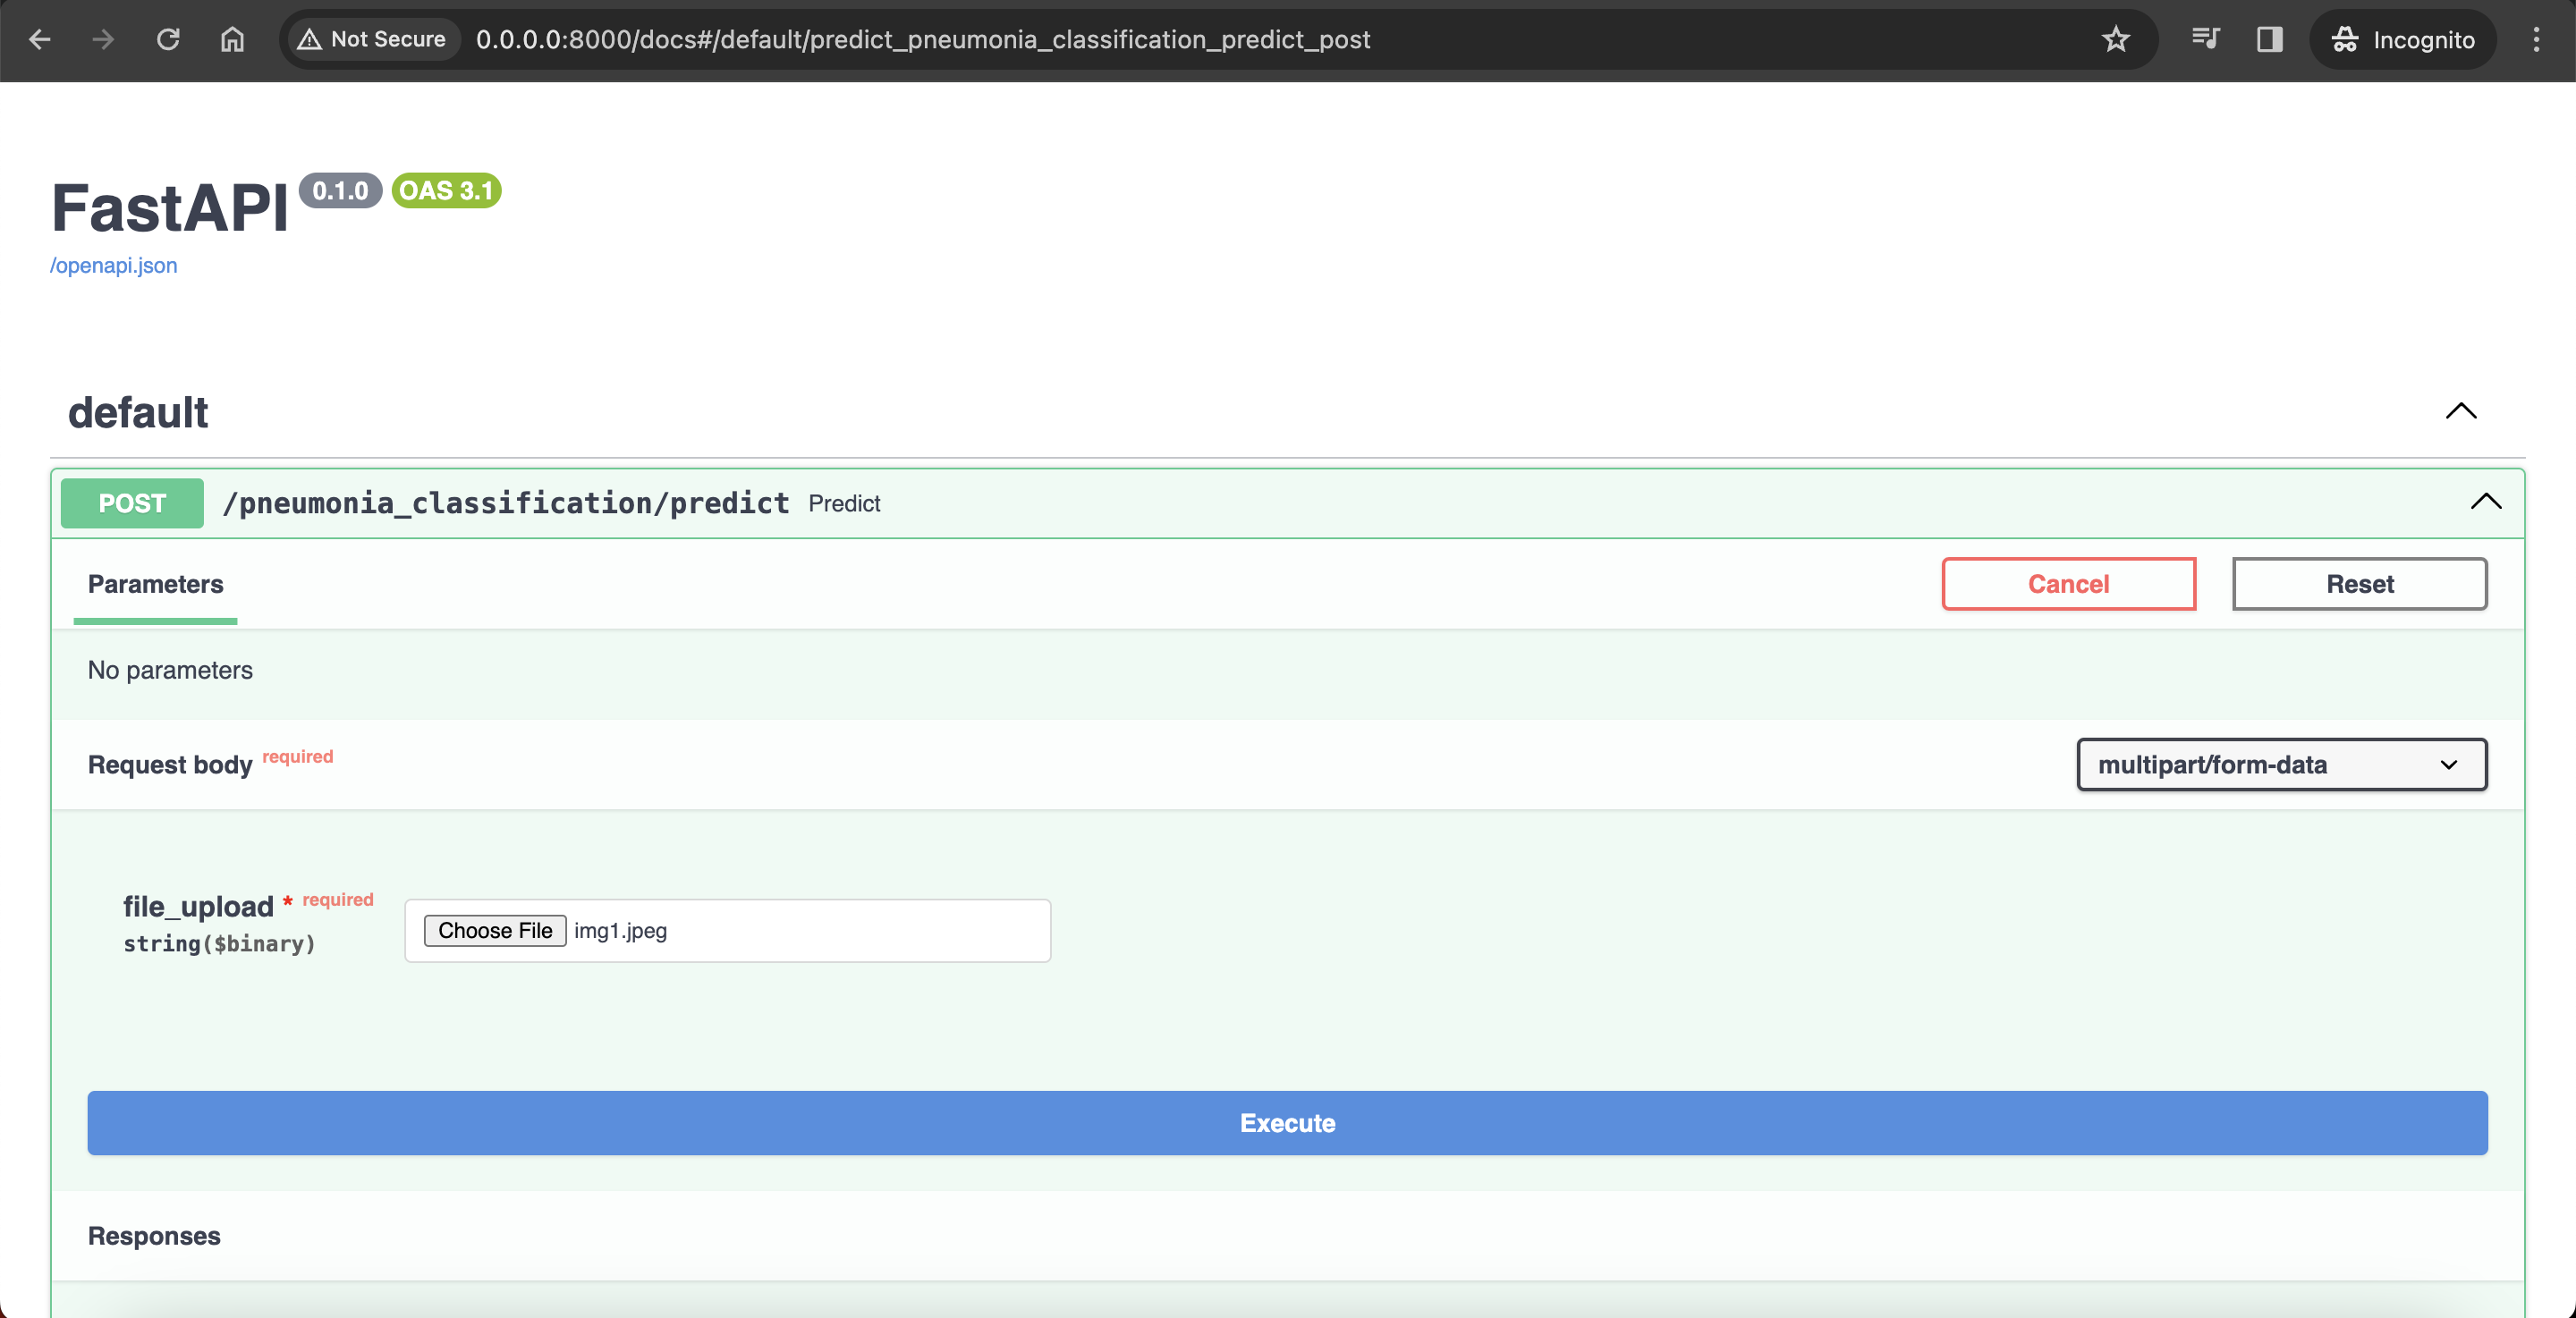 Not Secure 0.0.0.0:8000/docs#/default/predict_pneumonia_classification_predict_post Incognito
FastAPI 0.1.0 OAS 3.1
/openapi.json
default
POST /pneumonia_classification/predict Predict
Parameters Cancel Reset
No parameters
Request body required multipart/form-data
file_upload * required
string($binary)
Choose File img1.jpeg
Execute
Responses